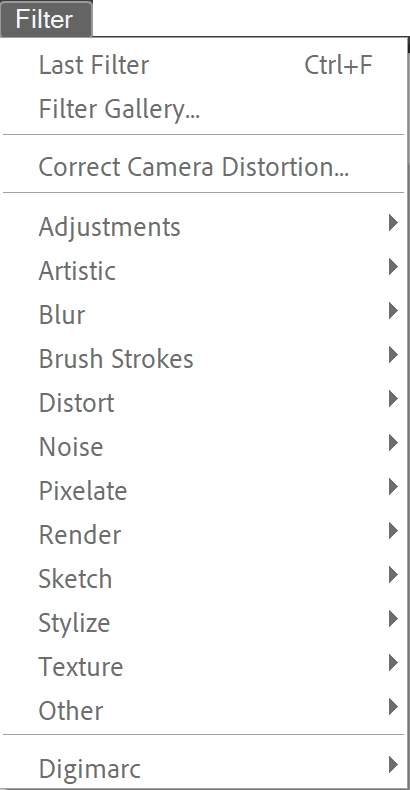 Filter
Last Filter Ctrl+F
Filter Gallery...
Correct Camera Distortion...
Adjustments
Artistic
Blur
Brush Strokes
Distort
Noise
Pixelate
Render
Sketch
Stylize
Texture
Other
Digimarc